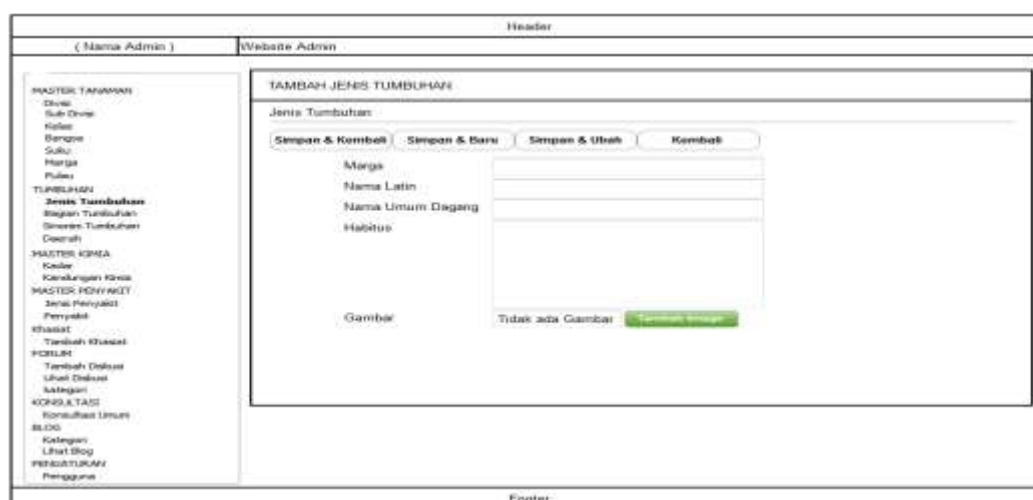 Header
( Nama Admin )
Website Admin
MASTER TANAMAN
Divisi
Sub Divisi
Kelas
Bangsa
Suku
Marga
Pulau
TUMBUHAN
Jenis Tumbuhan
Bagian Tumbuhan
Sinonim Tumbuhan
Daerah
MASTER KIMIA
Kadar
Kandungan Kimia
MASTER PENYAKIT
Jenis Penyakit
Penyakit
Khasiat
Tambah Khasiat
FORUM
Tambah Diskusi
Lihat Diskusi
kategori
KONSULTASI
Konsultasi Umum
BLOG
Kategori
Lihat Blog
PENGATURAN
Pengguna
TAMBAH JENIS TUMBUHAN
Jenis Tumbuhan
Simpan & Kembali Simpan & Baru Simpan & Ubah Kembali
Marga
Nama Latin
Nama Umum Dagang
Habitus
Gambar Tidak ada Gambar Tambah Image
Footer